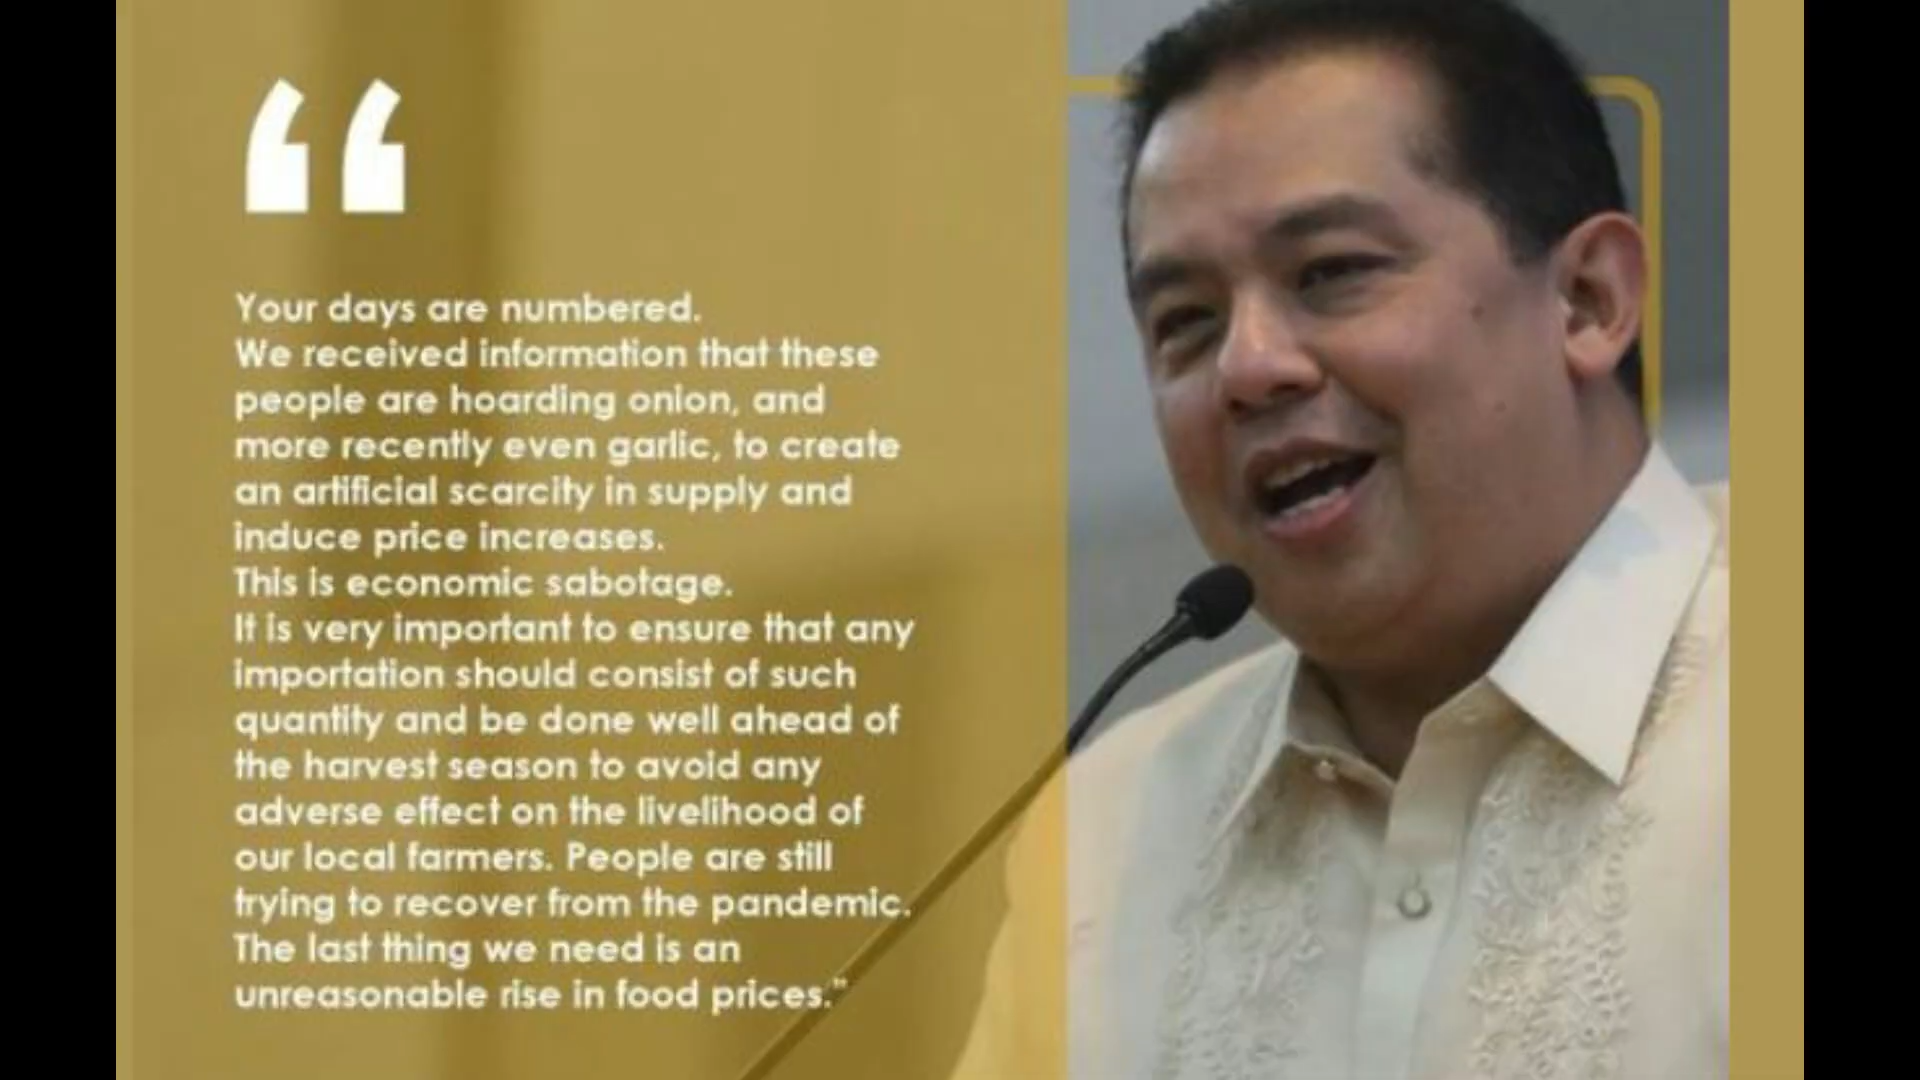 “
Your days are numbered.
We received information that these
people are hoarding onion, and
more recently even garlic, to create
an artificial scarcity in supply and
induce price increases.
This is economic sabotage.
It is very important to ensure that any
importation should consist of such
quantity and be done well ahead of
the harvest season to avoid any
adverse effect on the livelihood of
our local farmers. People are still
trying to recover from the pandemic.
The last thing we need is an
unreasonable rise in food prices.”